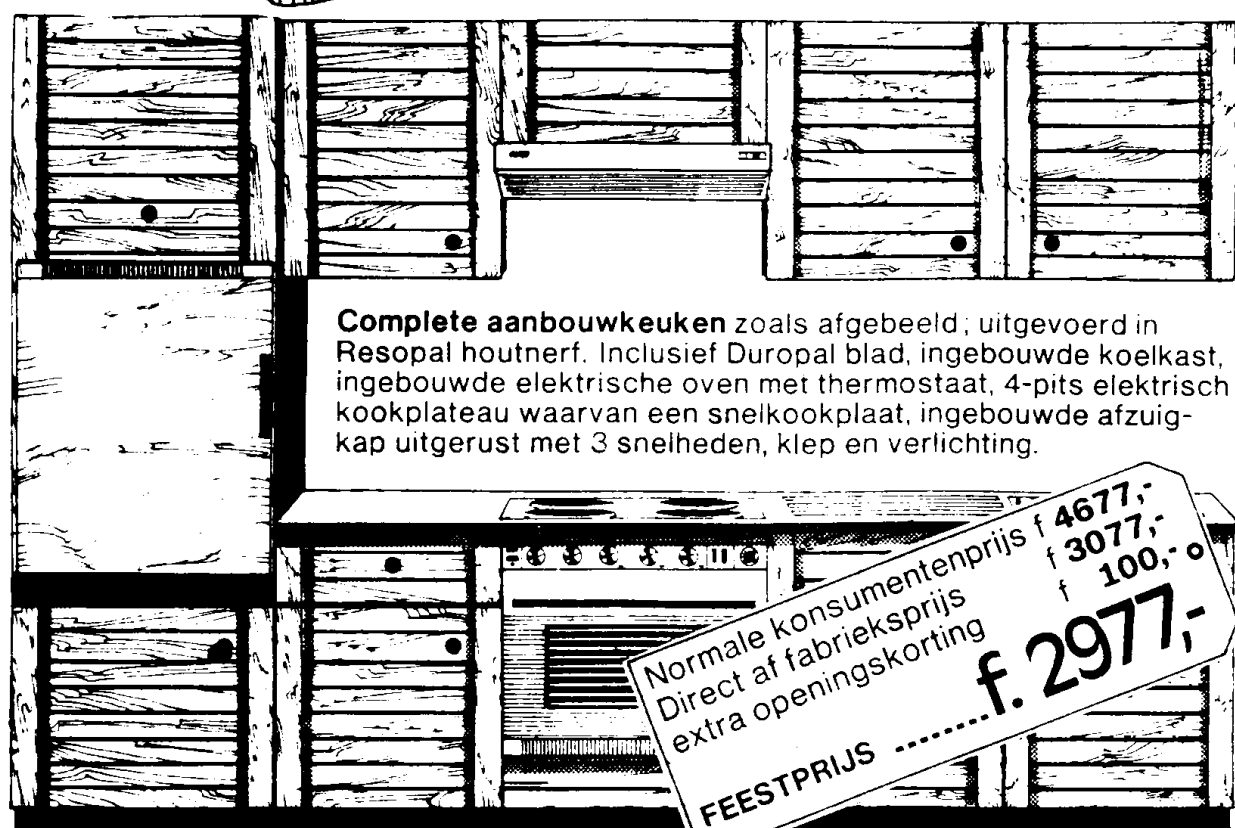 Complete aanbouwkeuken zoals afgebeeld; uitgevoerd in
Resopal houtnerf. Inclusief Duropal blad, ingebouwde koelkast,
ingebouwde elektrische oven met thermostaat, 4-pits elektrisch
kookplateau waarvan een snelkookplaat, ingebouwde afzuig-
kap uitgerust met 3 snelheden, klep en verlichting.
Normale konsumentenprijs f 4677,-
Direct af fabrieksprijs f 3077,-
extra openingskorting f 100,-
FEESTPRIJS ........f. 2977,-